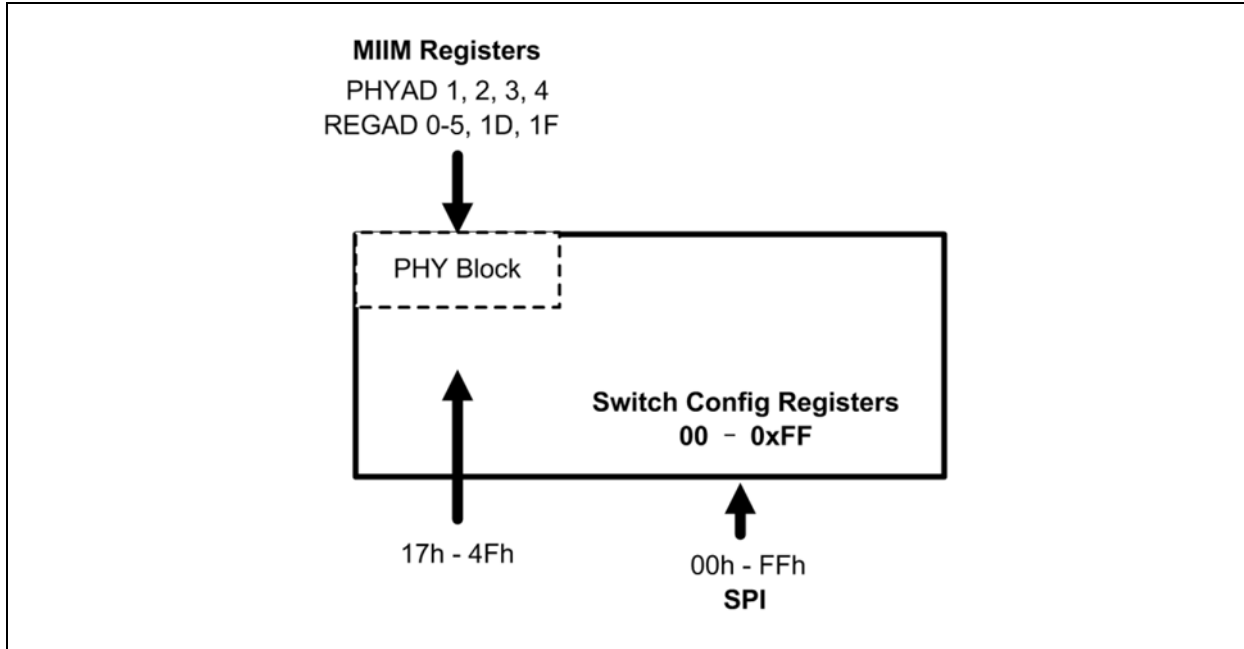 MIIM Registers
PHYAD 1, 2, 3, 4
REGAD 0-5, 1D, 1F
PHY Block
Switch Config Registers
00 - 0xFF
17h - 4Fh
00h - FFh
SPI